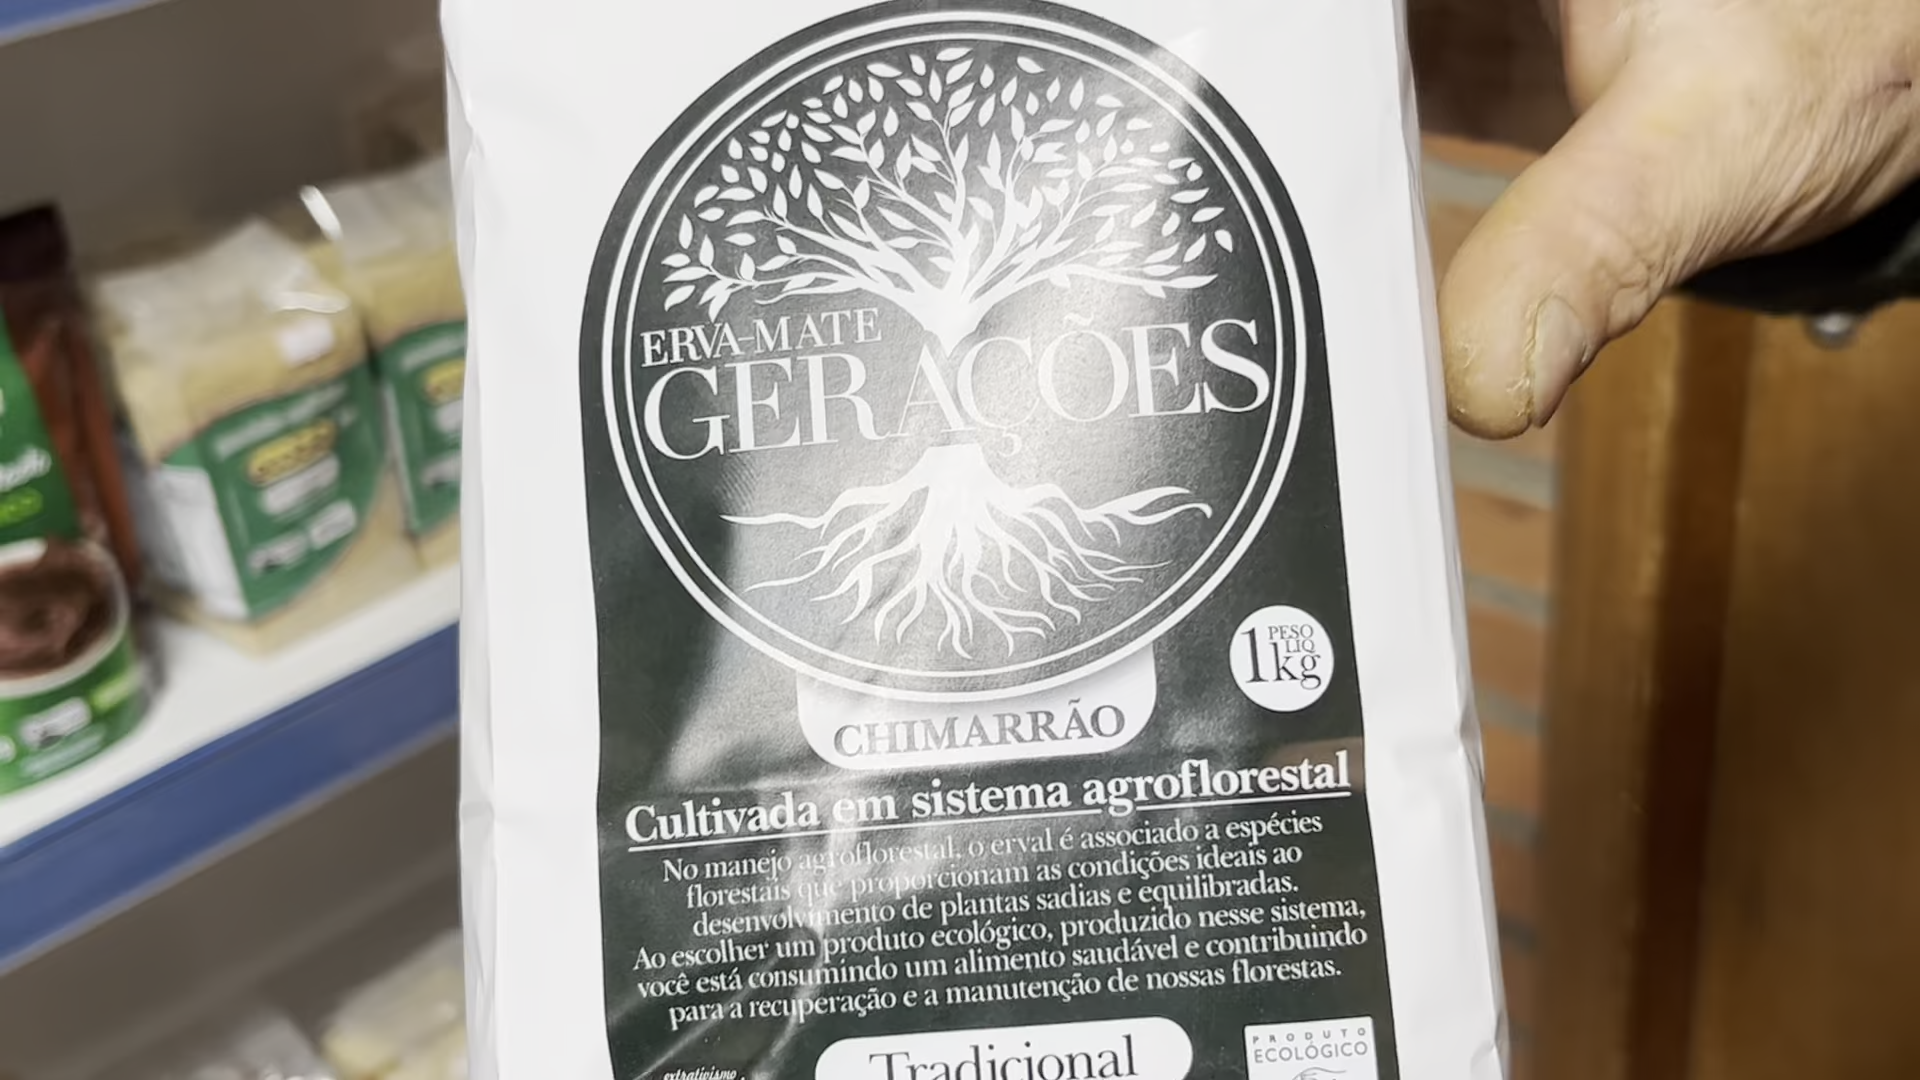 ERVA-MATE
GERAÇÕES
1kg PESO LIQ
CHIMARRÃO
Cultivada em sistema agroflorestal
No manejo agroflorestal, o erval é associado a espécies
florestais que proporcionam as condições ideais ao
desenvolvimento de plantas sadias e equilibradas.
Ao escolher um produto ecológico, produzido nesse sistema,
você está consumindo um alimento saudável e contribuindo
para a recuperação e a manutenção de nossas florestas.
Tradicional
PRODUTO
ECOLÓGICO
extrativismo